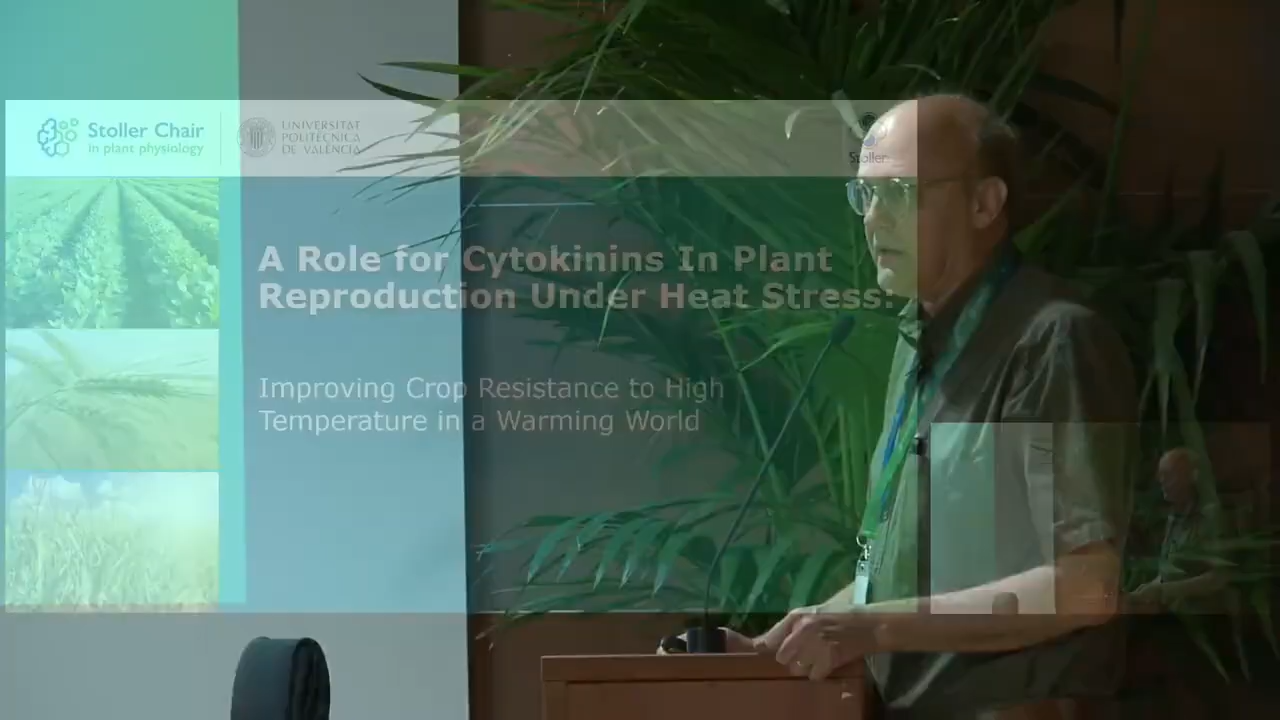 Stoller Chair
in plant physiology
UNIVERSITAT
POLITÈCNICA
DE VALÈNCIA
Stoller
A Role for Cytokinins In Plant
Reproduction Under Heat Stress:
Improving Crop Resistance to High
Temperature in a Warming World